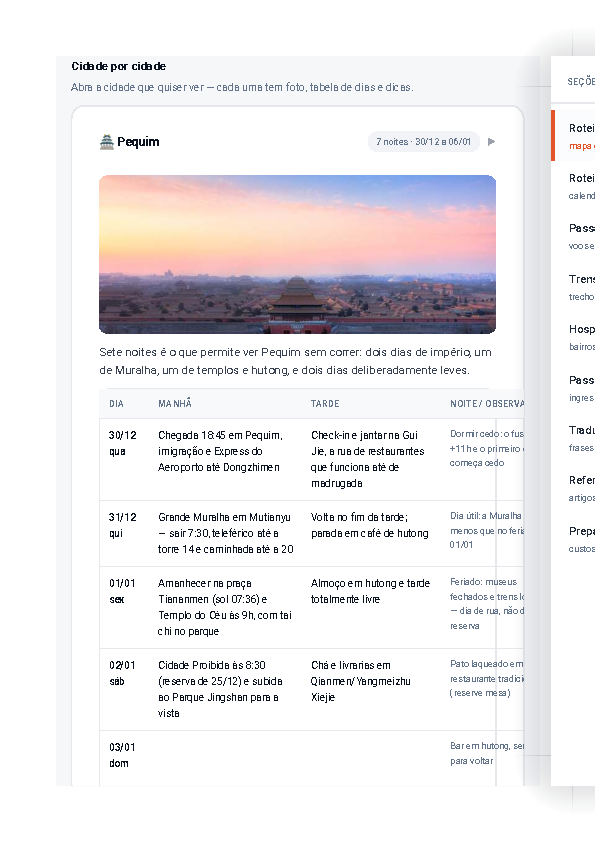 Cidade por cidade
Abra a cidade que quiser ver — cada uma tem foto, tabela de dias e dicas.
Pequim
7 noites · 30/12 a 06/01
Sete noites é o que permite ver Pequim sem correr: dois dias de império, um
de Muralha, um de templos e hutong, e dois dias deliberadamente leves.
DIA MANHÃ TARDE NOITE / OBSERVA
30/12
qua
Chegada 18:45 em Pequim,
imigração e Express do
Aeroporto até Dongzhimen
Check-in e jantar na Gui
Jie, a rua de restaurantes
que funciona até de
madrugada
Dormir cedo: o fus
+11h e o primeiro
começa cedo
31/12
qui
Grande Muralha em Mutianyu
— sair 7:30, teleférico até a
torre 14 e caminhada até a 20
Volta no fim da tarde;
parada em café de hutong
Dia útil: a Muralha
menos que no feria
01/01
01/01
sex
Amanhecer na praça
Tiananmen (sol 07:36) e
Templo do Céu às 9h, com tai
chi no parque
Almoço em hutong e tarde
totalmente livre
Feriado: museus
fechados e trens lo
— dia de rua, não d
reserva
02/01
sáb
Cidade Proibida às 8:30
(reserva de 25/12) e subida
ao Parque Jingshan para a
vista
Chá e livrarias em
Qianmen/Yangmeizhu
Xiejie
Pato laqueado em
restaurante tradici
(reserve mesa)
03/01
dom
Bar em hutong, se
para voltar
SEÇÕE
Rotei
mapa
Rotei
calend
Passa
voos e
Trens
trecho
Hosp
bairros
Pass
ingres
Tradu
frases
Refer
artigos
Prepa
custos